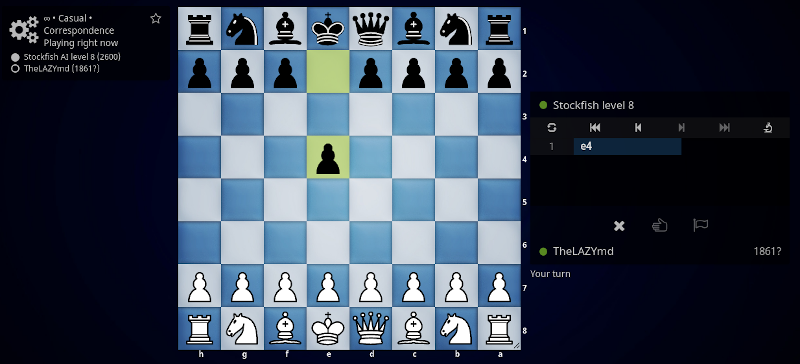 ∞ • Casual •
Correspondence
Playing right now
Stockfish AI level 8 (2600)
TheLAZYmd (1861?)
1
2
3
4
5
6
7
8
h g f e d c b a
Stockfish level 8
1 e4
TheLAZYmd 1861?
Your turn